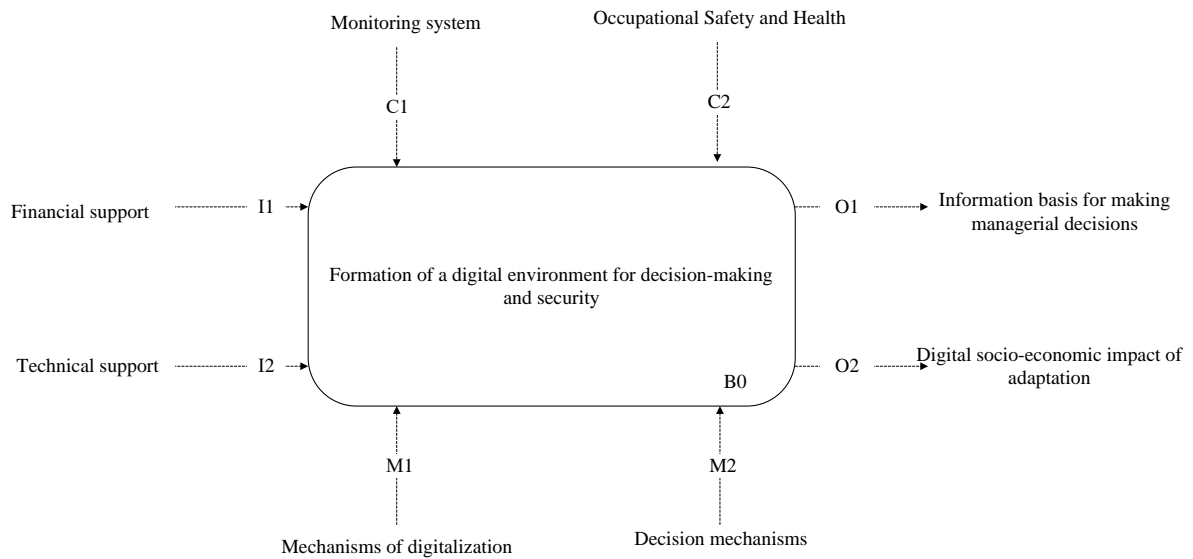 Monitoring system
Occupational Safety and Health
C1
C2
Financial support
I1
O1
Information basis for making
managerial decisions
Formation of a digital environment for decision-making
and security
Technical support
I2
O2
Digital socio-economic impact of
adaptation
B0
M1
M2
Mechanisms of digitalization
Decision mechanisms